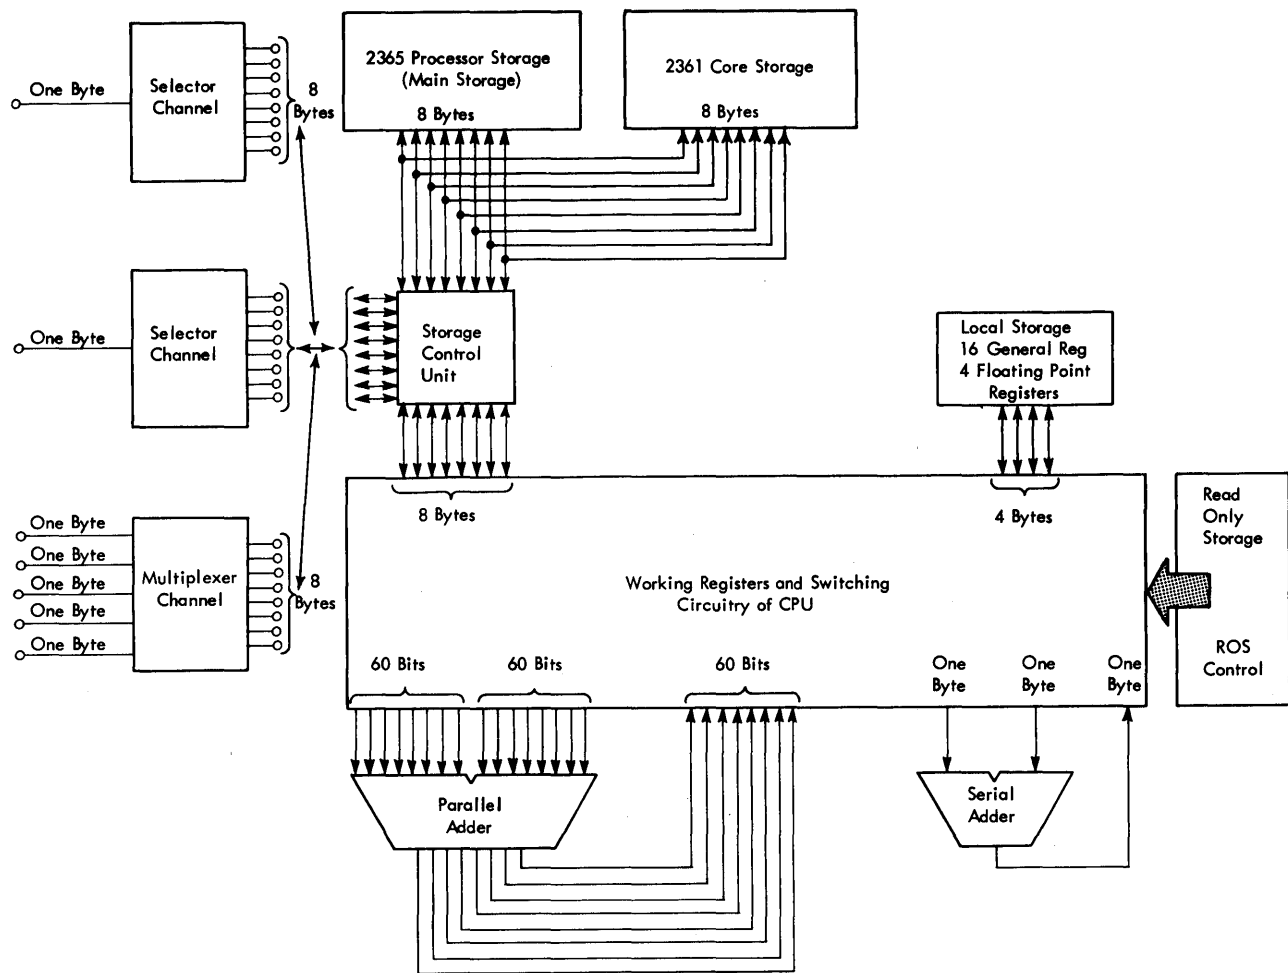 One Byte
Selector
Channel
8
Bytes
2365 Processor Storage
(Main Storage)
8 Bytes
2361 Core Storage
8 Bytes
One Byte
Selector
Channel
Storage
Control
Unit
Local Storage
16 General Reg
4 Floating Point
Registers
One Byte
One Byte
One Byte
One Byte
One Byte
Multiplexer
Channel
8
Bytes
8 Bytes
4 Bytes
Working Registers and Switching
Circuitry of CPU
Read
Only
Storage
ROS
Control
60 Bits
60 Bits
60 Bits
One
Byte
One
Byte
One
Byte
Parallel
Adder
Serial
Adder